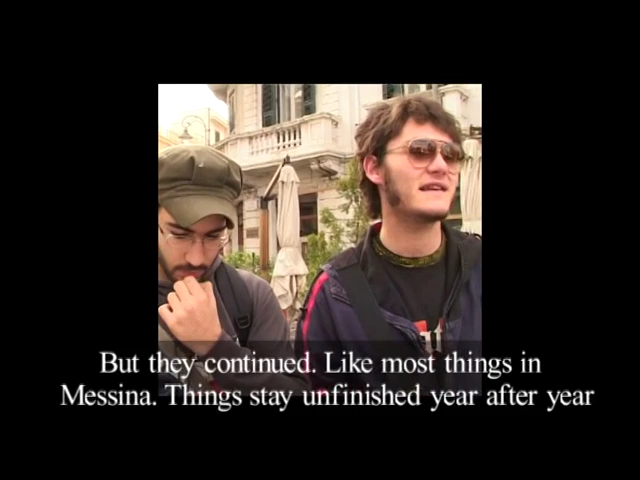 But they continued. Like most things in
Messina. Things stay unfinished year after year